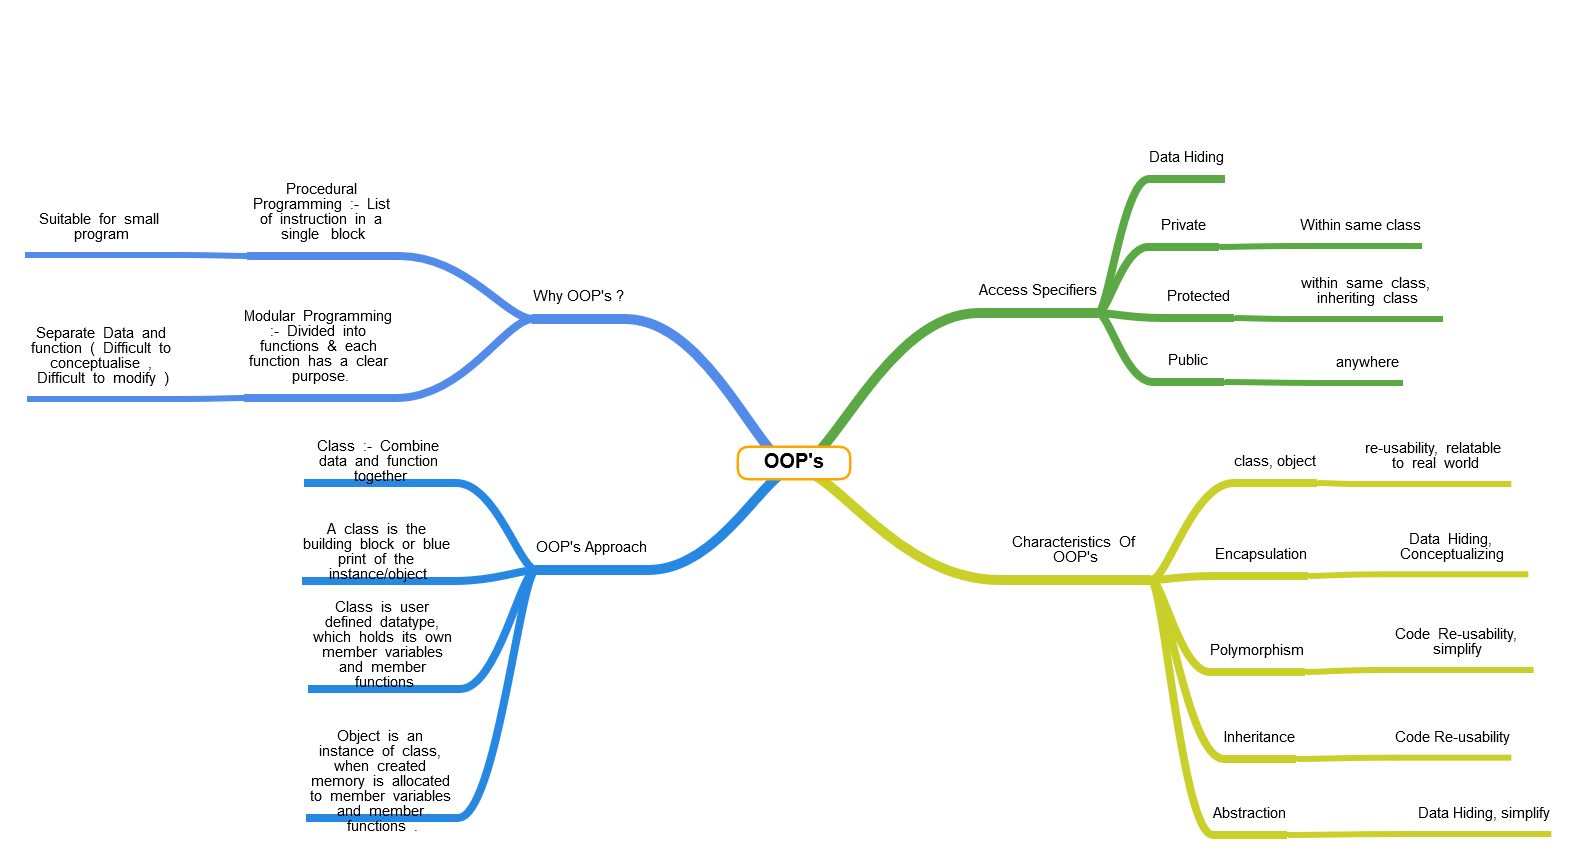 OOP's
Why OOP's ?
Procedural
Programming :- List
of instruction in a
single block
Suitable for small
program
Modular Programming
:- Divided into
functions & each
function has a clear
purpose.
Separate Data and
function ( Difficult to
conceptualise ,
Difficult to modify )
OOP's Approach
Class :- Combine
data and function
together
A class is the
building block or blue
print of the
instance/object
Class is user
defined datatype,
which holds its own
member variables
and member
functions
Object is an
instance of class,
when created
memory is allocated
to member variables
and member
functions .
Access Specifiers
Data Hiding
Private
Within same class
Protected
within same class,
inheriting class
Public
anywhere
Characteristics Of
OOP's
class, object
re-usability, relatable
to real world
Encapsulation
Data Hiding,
Conceptualizing
Polymorphism
Code Re-usability,
simplify
Inheritance
Code Re-usability
Abstraction
Data Hiding, simplify